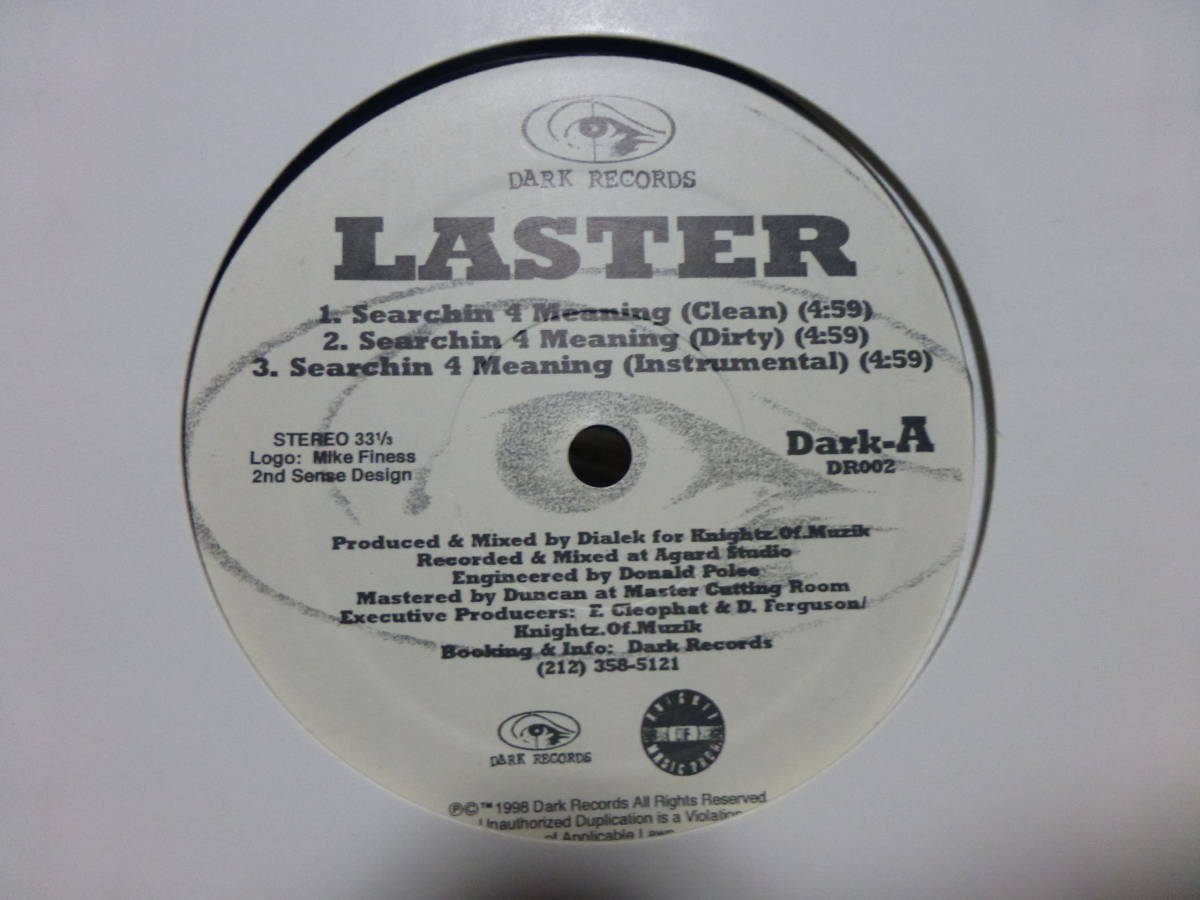 DARK RECORDS
LASTER
1. Searchin 4 Meaning (Clean) (4:59)
2. Searchin 4 Meaning (Dirty) (4:59)
3. Searchin 4 Meaning (Instrumental) (4:59)
STEREO 33⅓
Logo: Mike Finess
2nd Sense Design
Dark-A
DR002
Produced & Mixed by Dialek for Knightz.Of.Muzik
Recorded & Mixed at Agard Studio
Engineered by Donald Polee
Mastered by Duncan at Master Cutting Room
Executive Producers: F. Cleophat & D. Ferguson/
Knightz.Of.Muzik
Booking & Info: Dark Records
(212) 358-5121
DARK RECORDS
OF
℗©™ 1998 Dark Records All Rights Reserved
Unauthorized Duplication is a Violation
of Applicable Laws